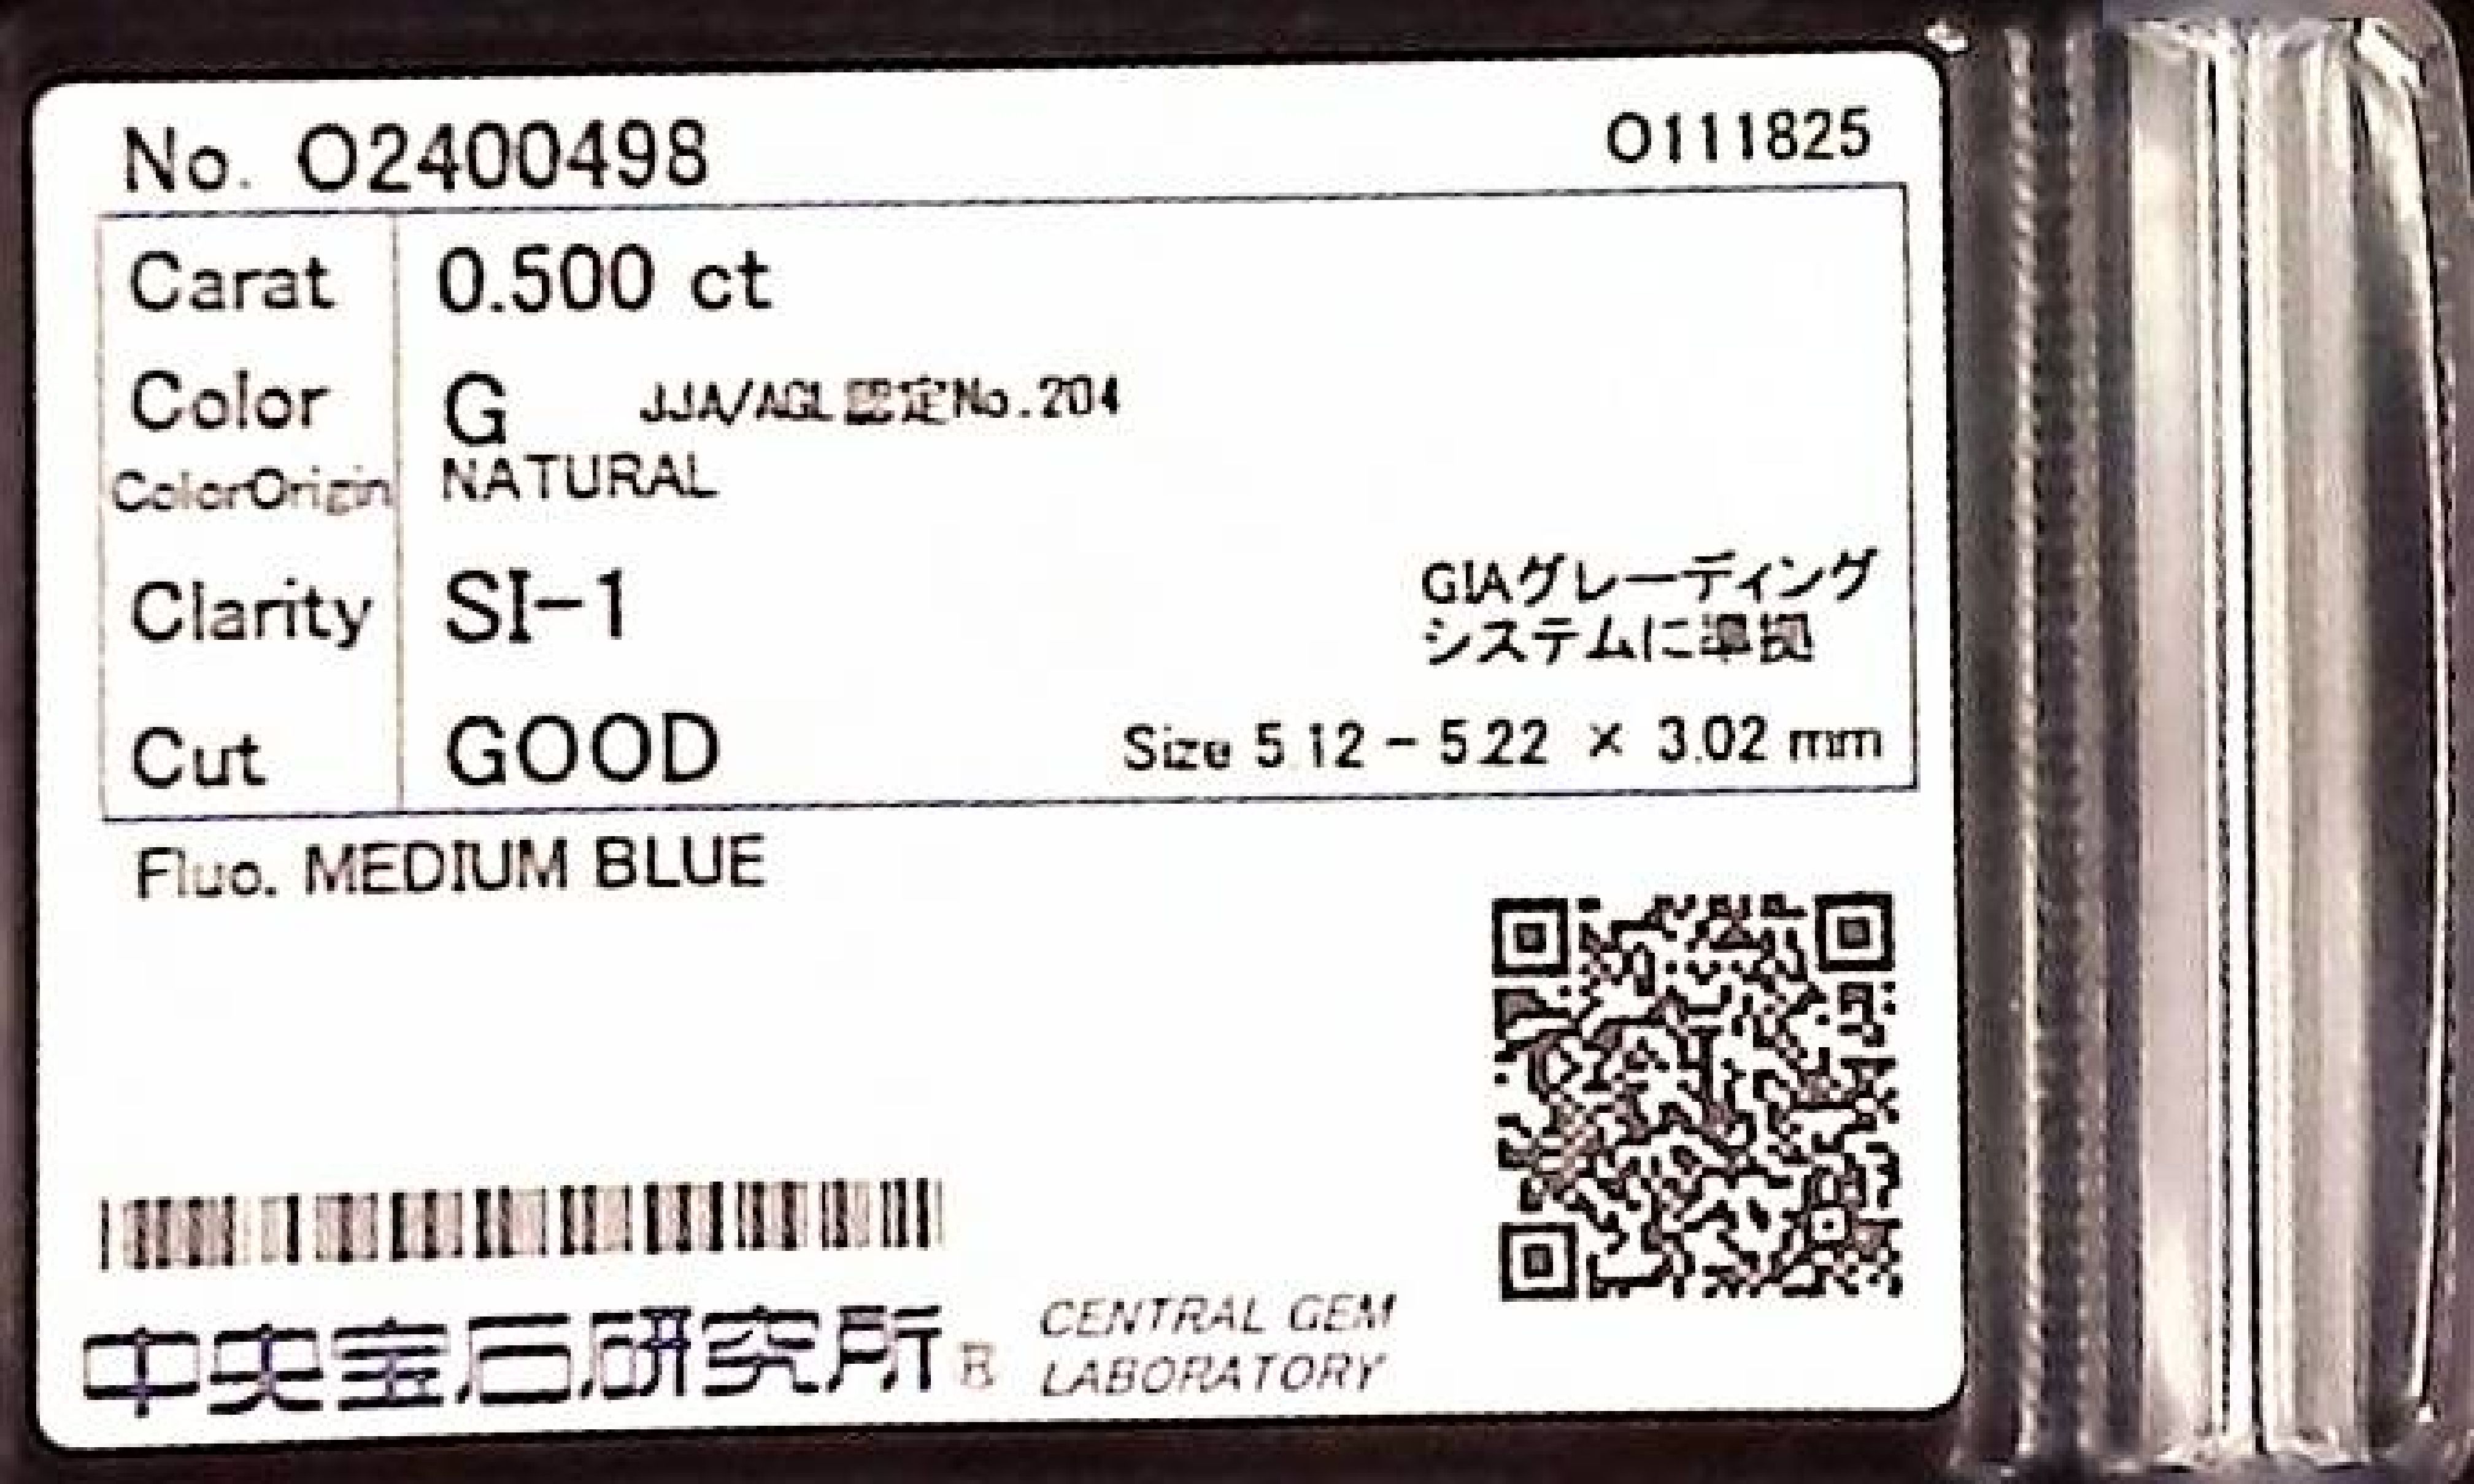 No. O2400498
O111825
Carat 0.500 ct
Color G JJA/AGL認定No.204
ColorOrigin NATURAL
Clarity SI-1
GIAグレーディング
システムに準拠
Cut GOOD Size 5.12 - 5.22 × 3.02 mm
Fluo. MEDIUM BLUE
中央宝石研究所® CENTRAL GEM
LABORATORY